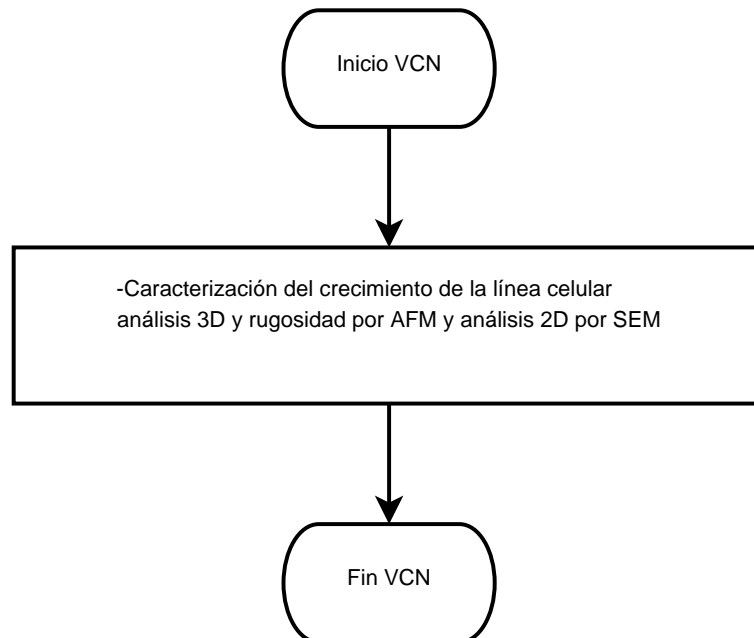 Inicio VCN
-Caracterización del crecimiento de la línea celular
análisis 3D y rugosidad por AFM y análisis 2D por SEM
Fin VCN